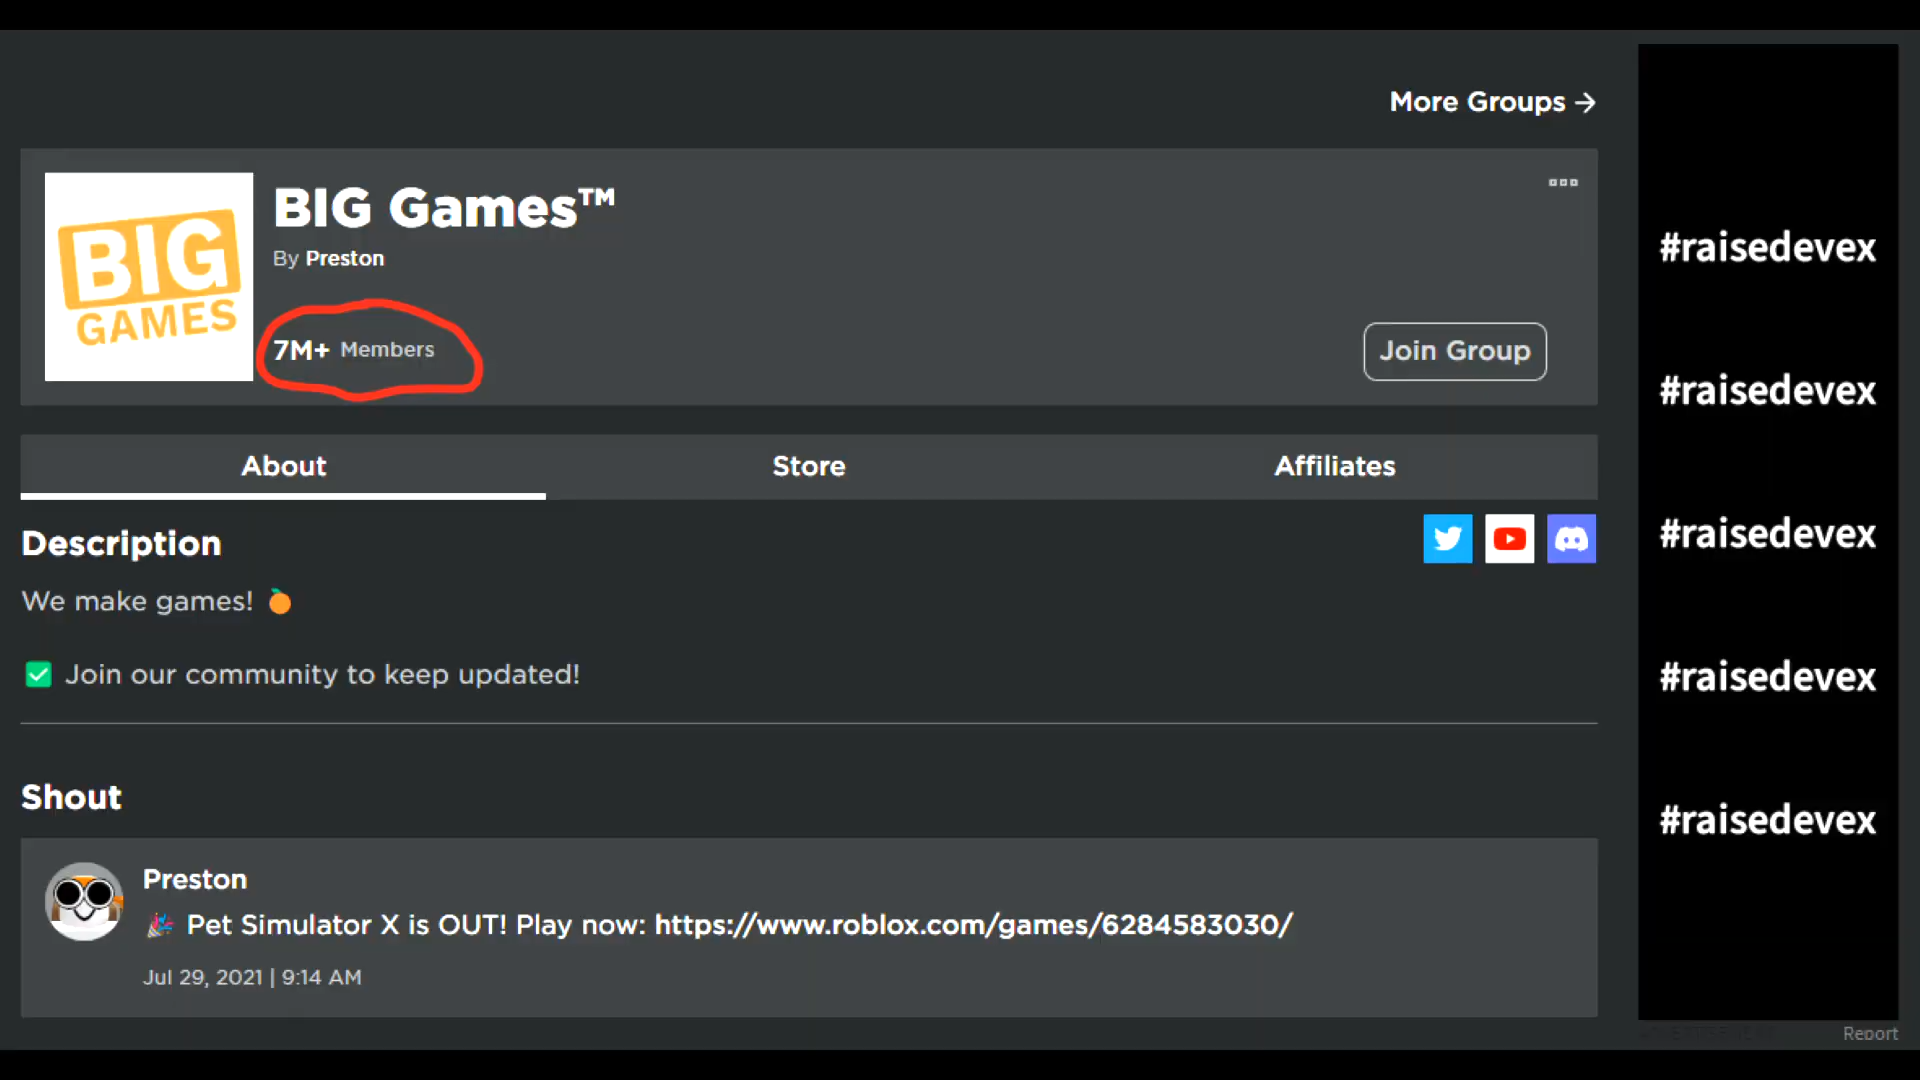 More Groups →
BIG GAMES
BIG Games™
By Preston
7M+ Members
Join Group
About
Store
Affiliates
Description
We make games! 🍊
✅ Join our community to keep updated!
Shout
Preston
🎉 Pet Simulator X is OUT! Play now: https://www.roblox.com/games/6284583030/
Jul 29, 2021 | 9:14 AM
#raisedevex
#raisedevex
#raisedevex
#raisedevex
#raisedevex
Report